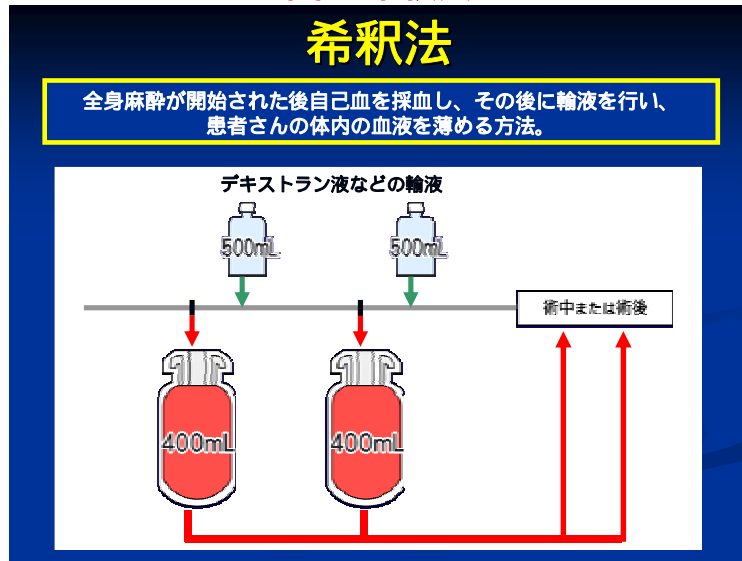 希釈法
全身麻酔が開始された後自己血を採血し、その後に輸液を行い、
患者さんの体内の血液を薄める方法。
デキストラン液などの輸液
500mL
500mL
術中または術後
400mL
400mL